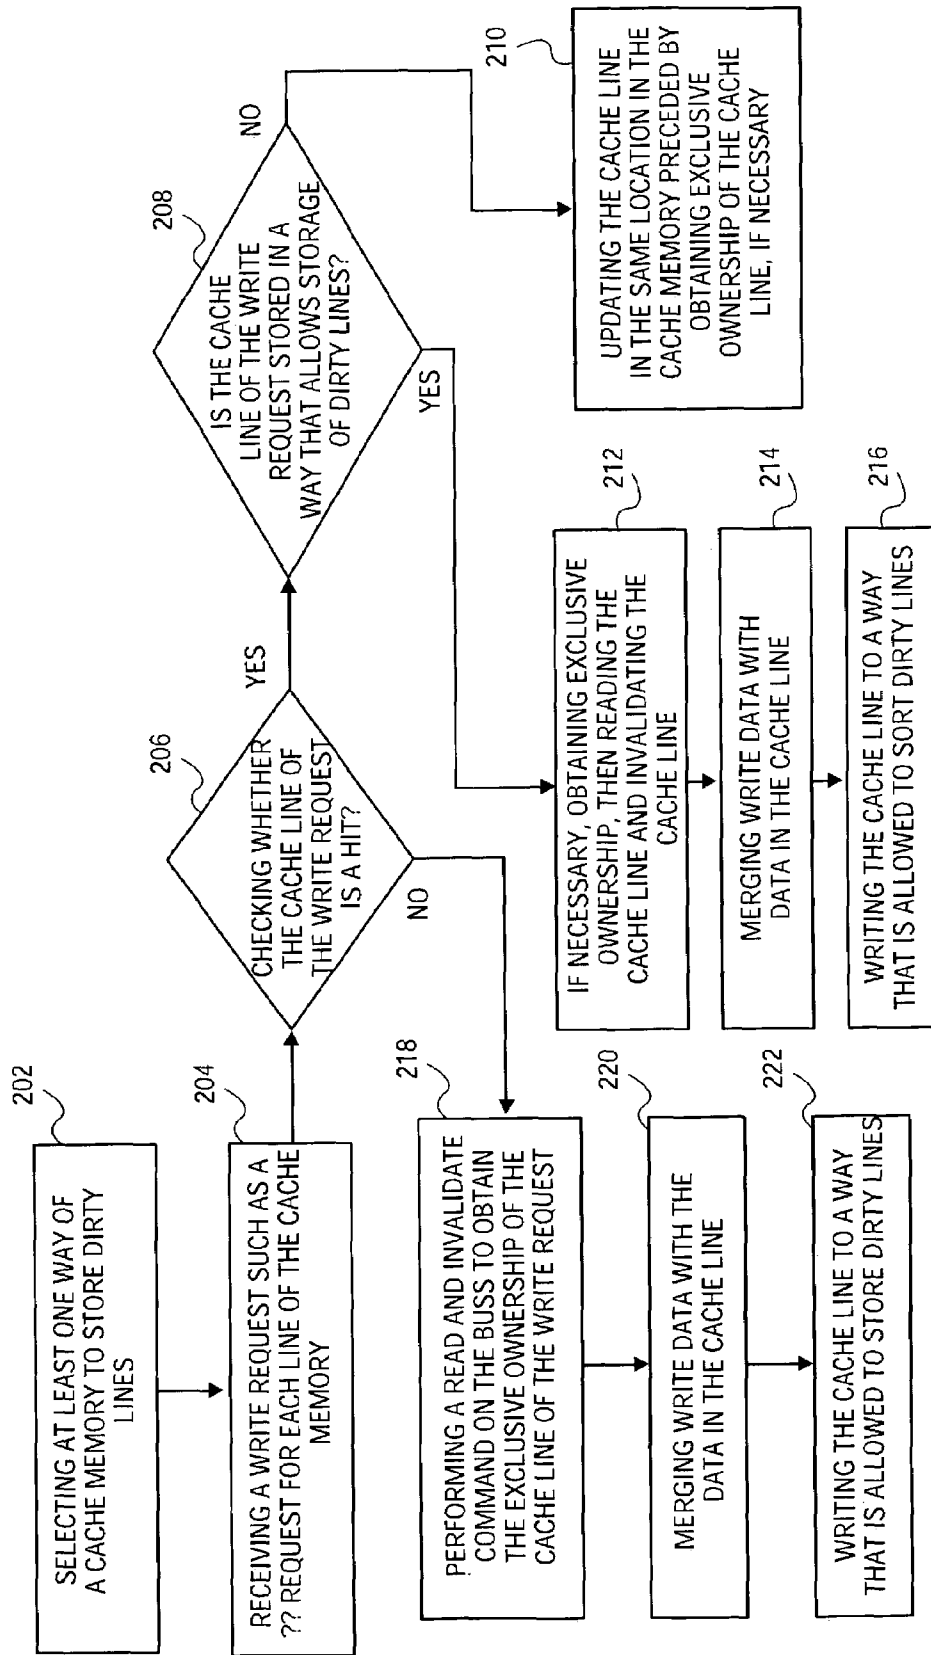 202
SELECTING AT LEAST ONE WAY OF
A CACHE MEMORY TO STORE DIRTY
LINES
204
RECEIVING A WRITE REQUEST SUCH AS A
?? REQUEST FOR EACH LINE OF THE CACHE
MEMORY
206
CHECKING WHETHER
THE CACHE LINE OF
THE WRITE REQUEST
IS A HIT?
YES
NO
208
IS THE CACHE
LINE OF THE WRITE
REQUEST STORED IN A
WAY THAT ALLOWS STORAGE
OF DIRTY LINES?
NO
YES
210
UPDATING THE CACHE LINE
IN THE SAME LOCATION IN THE
CACHE MEMORY PRECEDED BY
OBTAINING EXCLUSIVE
OWNERSHIP OF THE CACHE
LINE, IF NECESSARY
212
IF NECESSARY, OBTAINING EXCLUSIVE
OWNERSHIP, THEN READING THE
CACHE LINE AND INVALIDATING THE
CACHE LINE
214
MERGING WRITE DATA WITH
DATA IN THE CACHE LINE
216
WRITING THE CACHE LINE TO A WAY
THAT IS ALLOWED TO SORT DIRTY LINES
218
PERFORMING A READ AND INVALIDATE
COMMAND ON THE BUSS TO OBTAIN
THE EXCLUSIVE OWNERSHIP OF THE
CACHE LINE OF THE WRITE REQUEST
220
MERGING WRITE DATA WITH THE
DATA IN THE CACHE LINE
222
WRITING THE CACHE LINE TO A WAY
THAT IS ALLOWED TO STORE DIRTY LINES